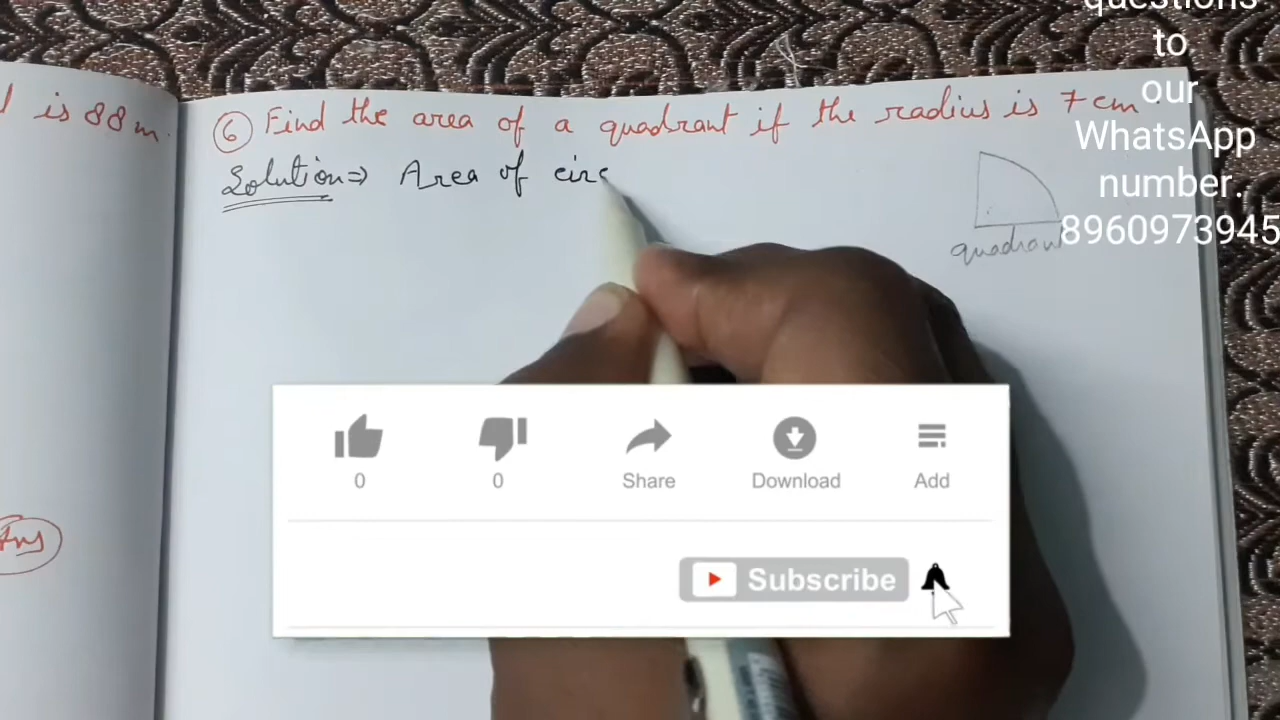 questions
to
our
WhatsApp
number.
8960973945
l is 88 m.
6 Find the area of a quadrant if the radius is 7 cm.
Solution ⇒ Area of circ
quadrant
Ans
0
0
Share
Download
Add
Subscribe